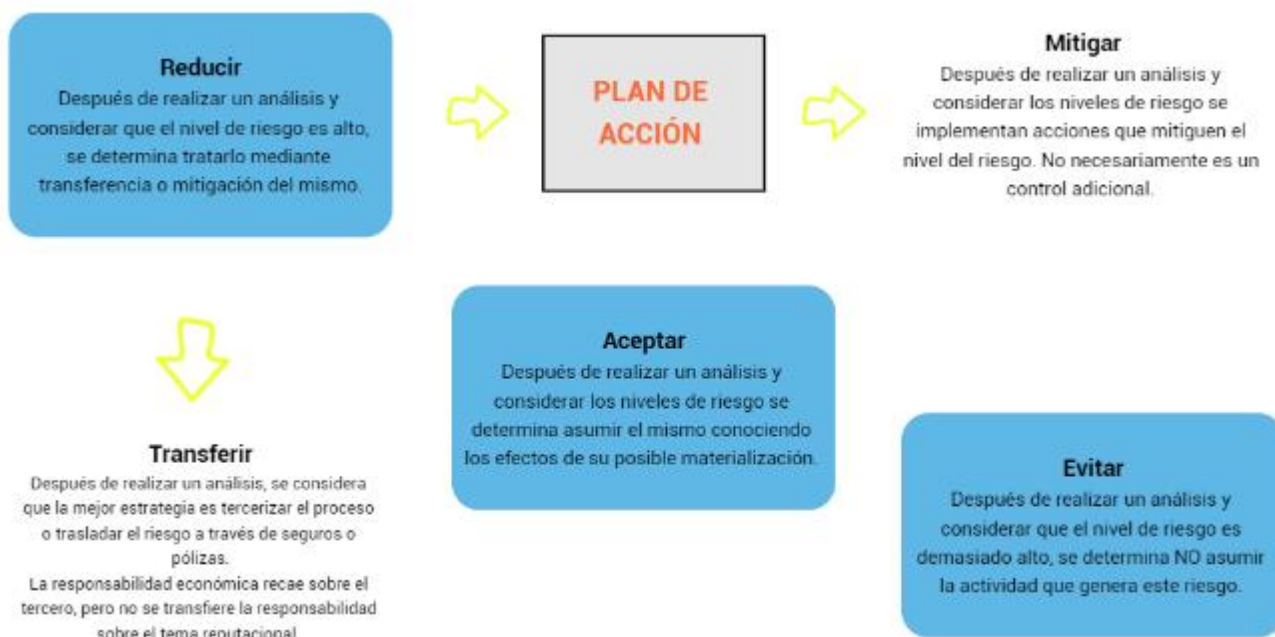 Reducir
Después de realizar un análisis y
considerar que el nivel de riesgo es alto,
se determina tratarlo mediante
transferencia o mitigación del mismo.
PLAN DE
ACCIÓN
Mitigar
Después de realizar un análisis y
considerar los niveles de riesgo se
implementan acciones que mitiguen el
nivel del riesgo. No necesariamente es un
control adicional.
Aceptar
Después de realizar un análisis y
considerar los niveles de riesgo se
determina asumir el mismo conociendo
los efectos de su posible materialización.
Transferir
Después de realizar un análisis, se considera
que la mejor estrategia es tercerizar el proceso
o trasladar el riesgo a través de seguros o
pólizas.
La responsabilidad económica recae sobre el
tercero, pero no se transfiere la responsabilidad
sobre el tema reputacional
Evitar
Después de realizar un análisis y
considerar que el nivel de riesgo es
demasiado alto, se determina NO asumir
la actividad que genera este riesgo.